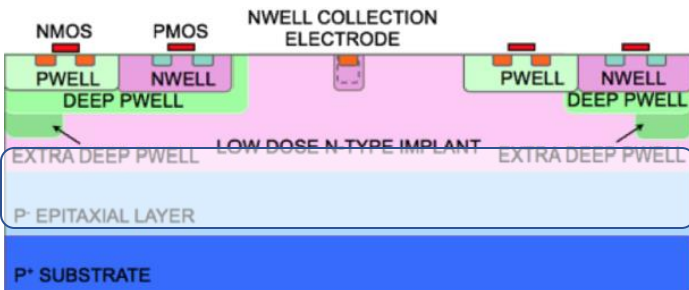 NMOS
PMOS
NWELL COLLECTION
ELECTRODE
PWELL
NWELL
PWELL
NWELL
DEEP PWELL
DEEP PWELL
EXTRA DEEP PWELL
LOW DOSE N-TYPE IMPLANT
EXTRA DEEP PWELL
P⁻ EPITAXIAL LAYER
P⁺ SUBSTRATE